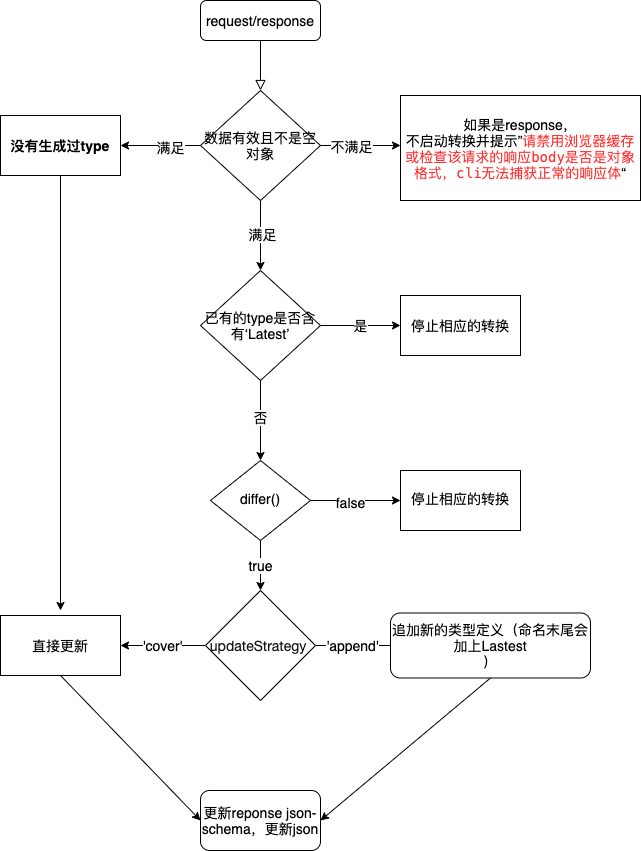 request/response
数据有效且不是空
对象
没有生成过type
满足
不满足
如果是response，
不启动转换并提示”请禁用浏览器缓存
或检查该请求的响应body是否是对象
格式，cli无法捕获正常的响应体“
满足
已有的type是否含
有‘Latest’
是
停止相应的转换
否
differ()
false
停止相应的转换
true
直接更新
'cover'
updateStrategy
'append'
追加新的类型定义（命名末尾会
加上Lastest
）
更新reponse json-
schema，更新json